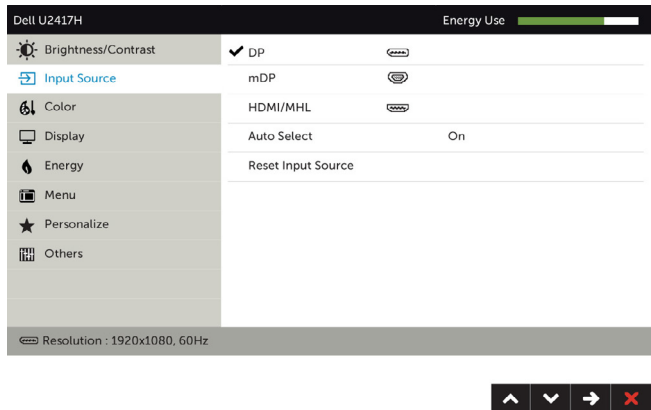 Dell U2417H Energy Use
Brightness/Contrast
Input Source
Color
Display
Energy
Menu
Personalize
Others
DP
mDP
HDMI/MHL
Auto Select On
Reset Input Source
Resolution : 1920x1080, 60Hz